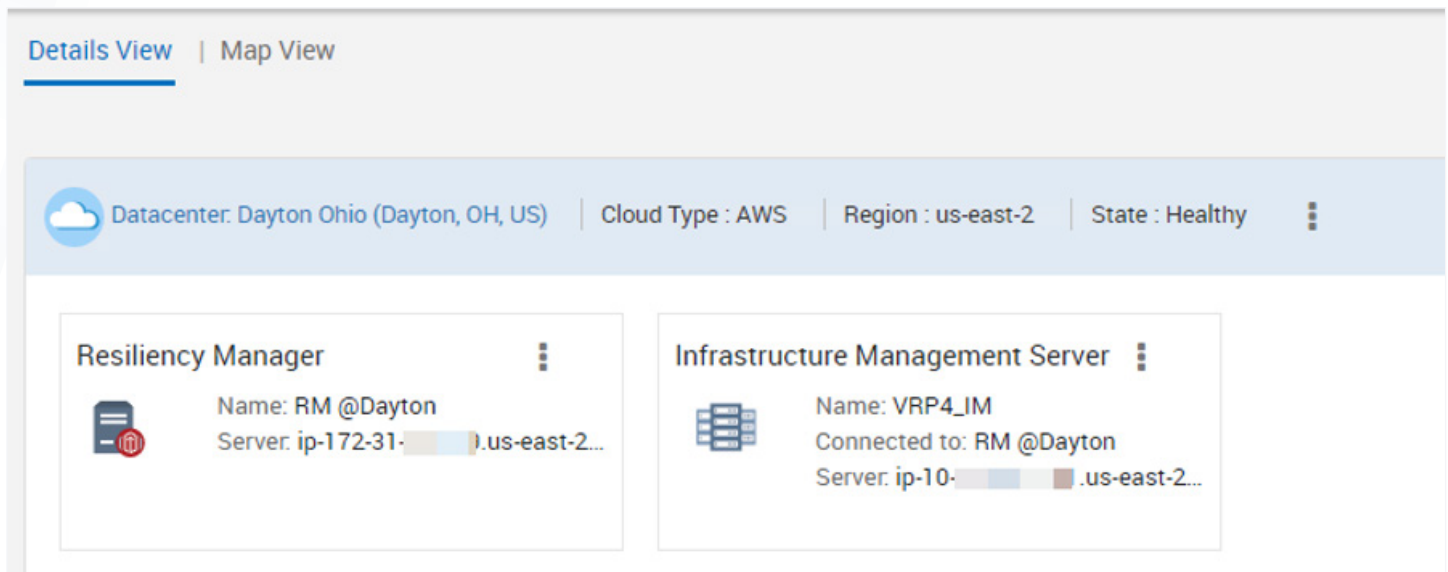 Details View | Map View
Datacenter: Dayton Ohio (Dayton, OH, US) | Cloud Type : AWS | Region : us-east-2 | State : Healthy
Resiliency Manager
Name: RM @Dayton
Server: ip-172-31- .us-east-2...
Infrastructure Management Server
Name: VRP4_IM
Connected to: RM @Dayton
Server: ip-10- .us-east-2...